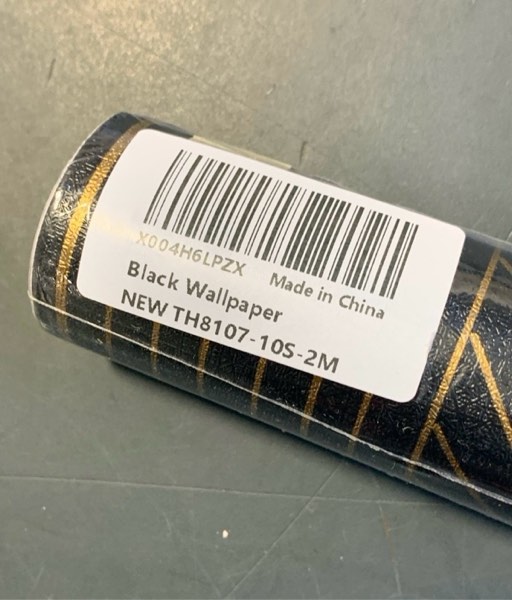 X004H6LPZX Made in China
Black Wallpaper
NEW TH8107-10S-2M